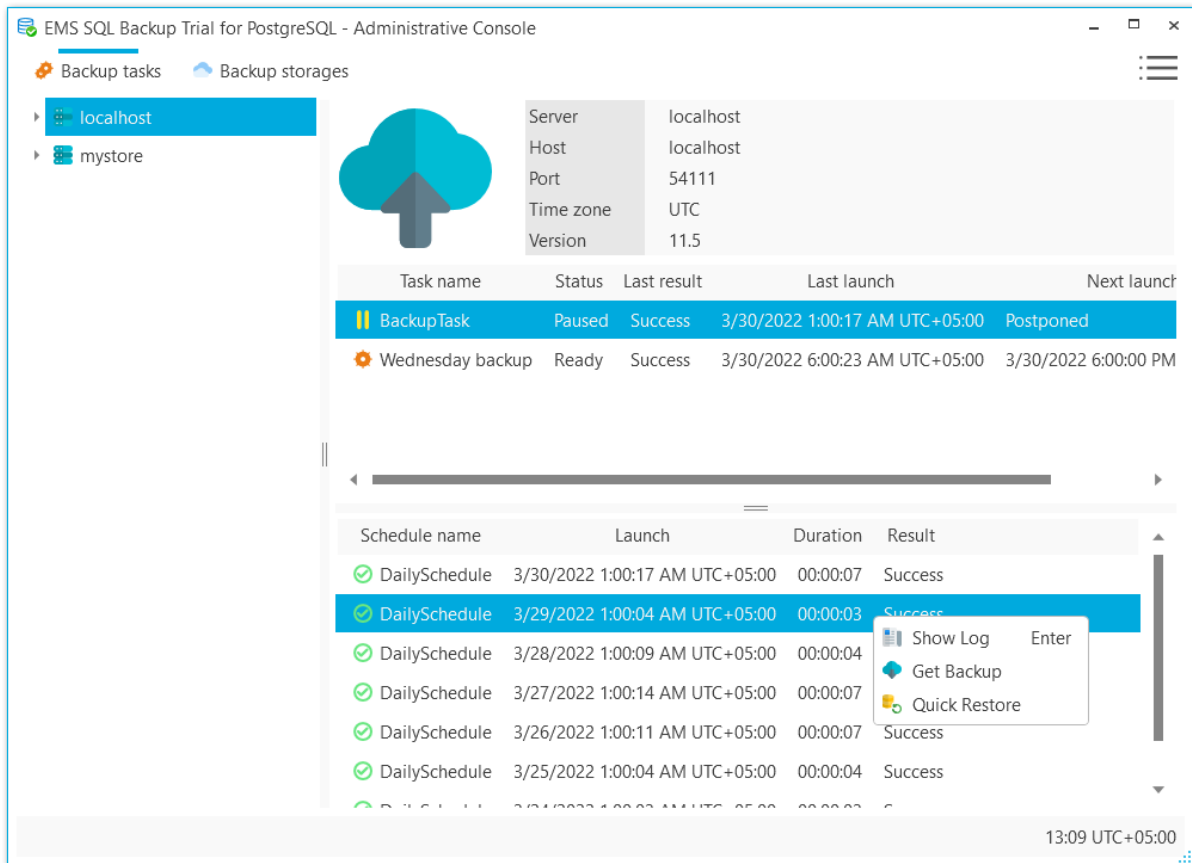 EMS SQL Backup Trial for PostgreSQL - Administrative Console
Backup tasks Backup storages
localhost
mystore
Server localhost
Host localhost
Port 54111
Time zone UTC
Version 11.5
Task name Status Last result Last launch Next launch
BackupTask Paused Success 3/30/2022 1:00:17 AM UTC+05:00 Postponed
Wednesday backup Ready Success 3/30/2022 6:00:23 AM UTC+05:00 3/30/2022 6:00:00 PM
Schedule name Launch Duration Result
DailySchedule 3/30/2022 1:00:17 AM UTC+05:00 00:00:07 Success
DailySchedule 3/29/2022 1:00:04 AM UTC+05:00 00:00:03 Success
Show Log Enter
DailySchedule 3/28/2022 1:00:09 AM UTC+05:00 00:00:04
Get Backup
DailySchedule 3/27/2022 1:00:14 AM UTC+05:00 00:00:07
Quick Restore
DailySchedule 3/26/2022 1:00:11 AM UTC+05:00 00:00:07 Success
DailySchedule 3/25/2022 1:00:04 AM UTC+05:00 00:00:04 Success
13:09 UTC+05:00